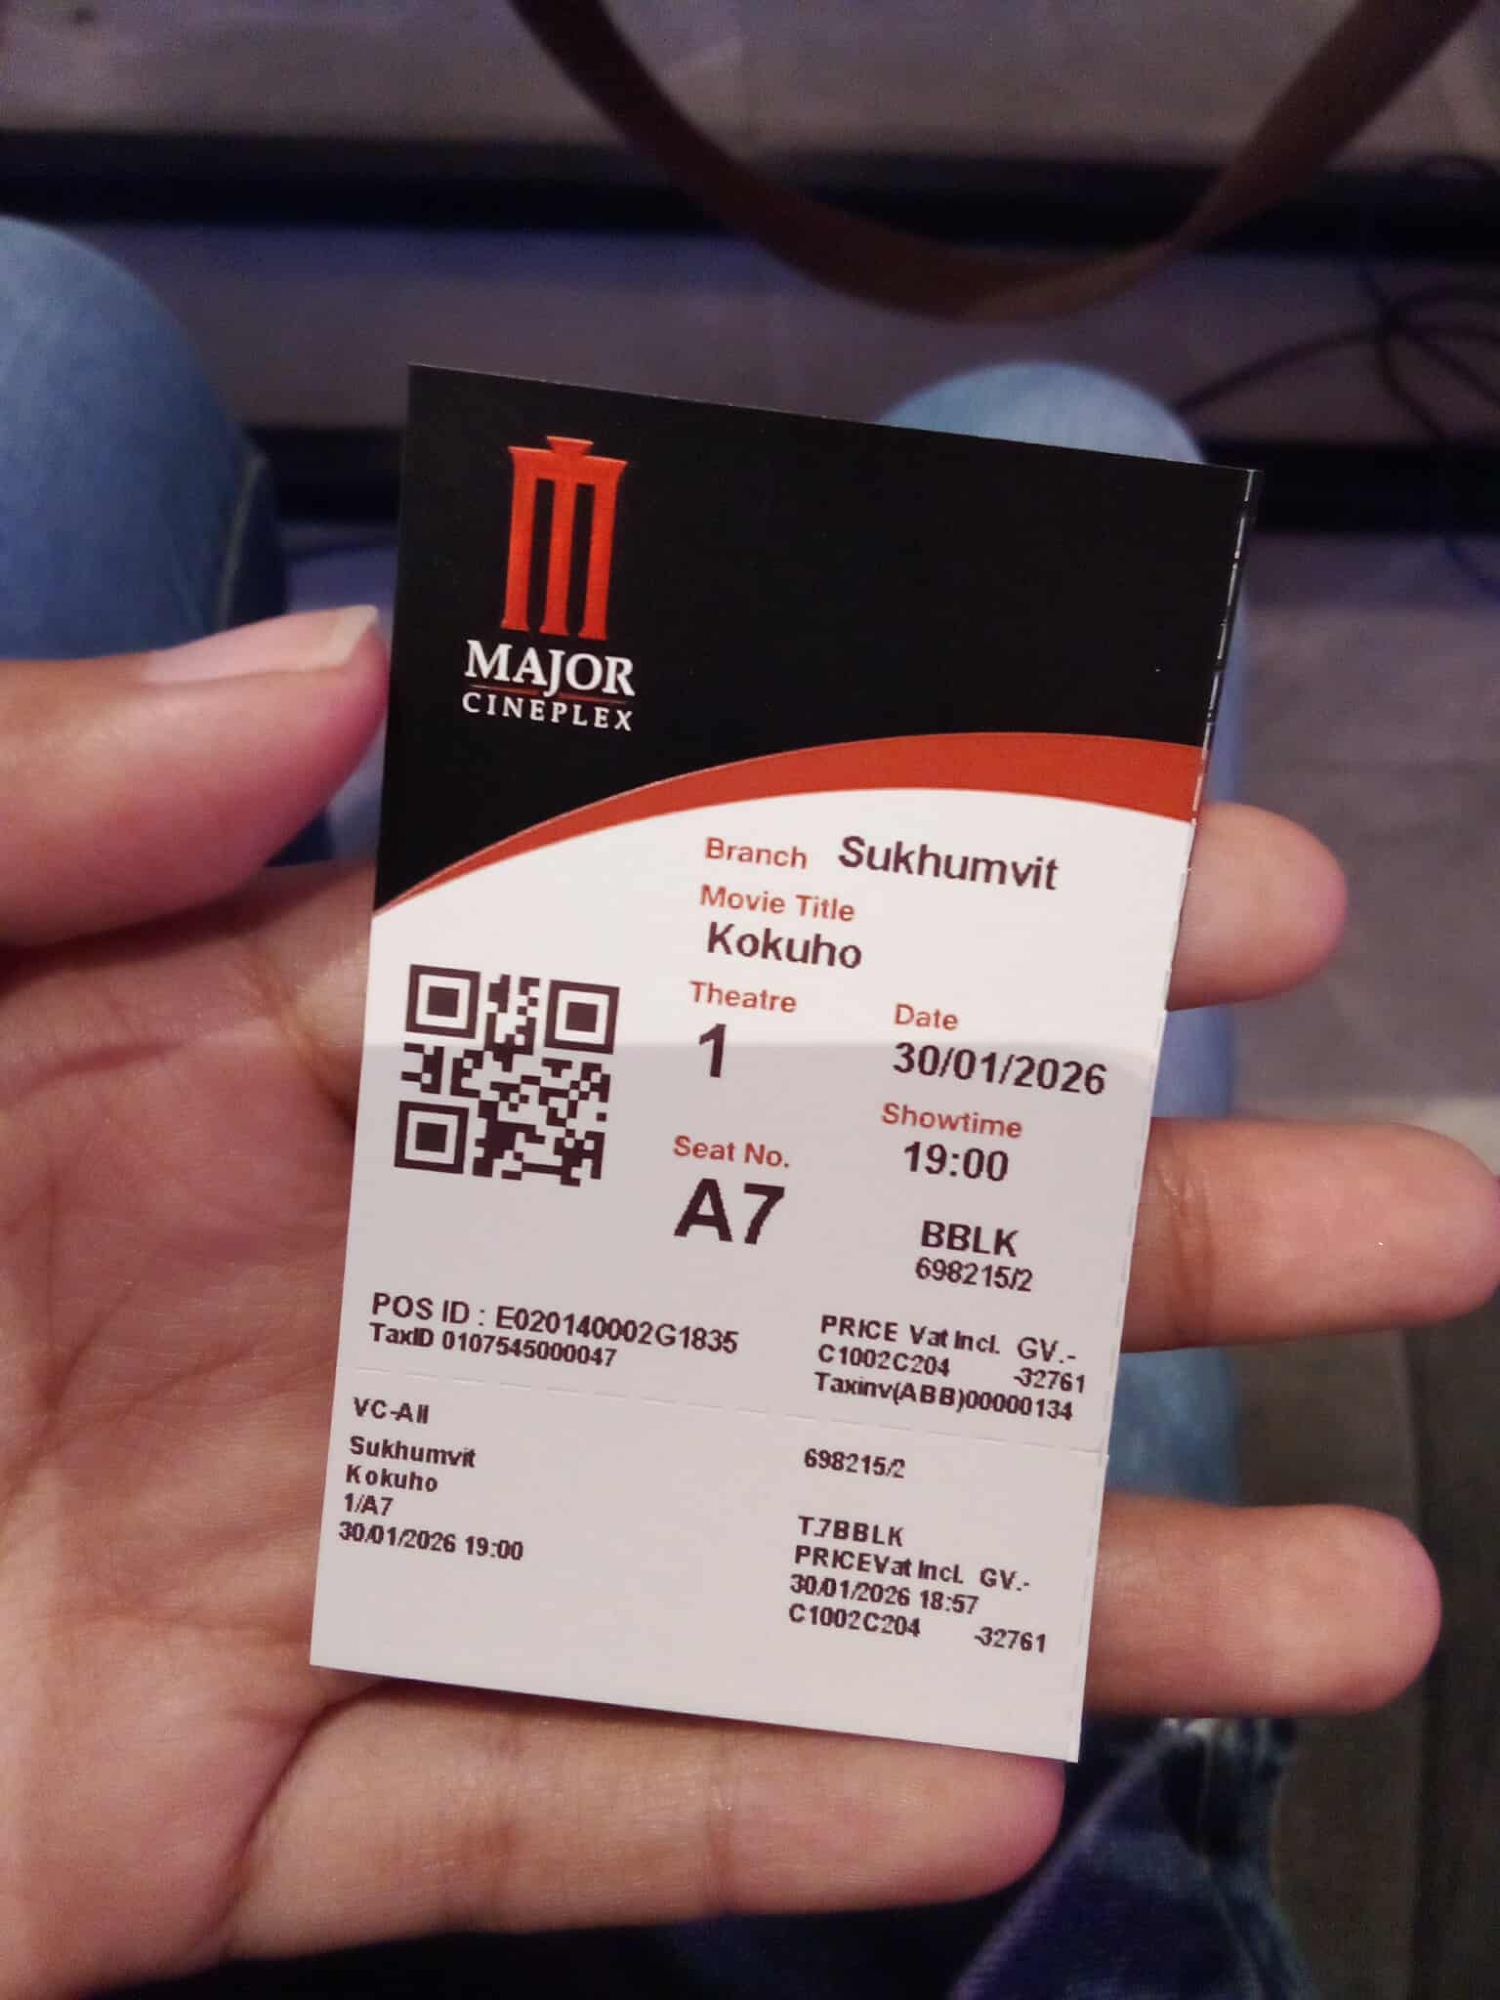 MAJOR
CINEPLEX
Branch Sukhumvit
Movie Title
Kokuho
Theatre Date
1 30/01/2026
Seat No. Showtime
A7 19:00
BBLK
698215/2
POS ID : E020140002G1835
TaxID 0107545000047
PRICE Vat Incl. GV.-
C1002C204 -32761
Taxinv(ABB)00000134
VC-All
Sukhumvit
Kokuho
1/A7
30/01/2026 19:00
698215/2
T.7BBLK
PRICEVat Incl. GV.-
30/01/2026 18:57
C1002C204 -32761